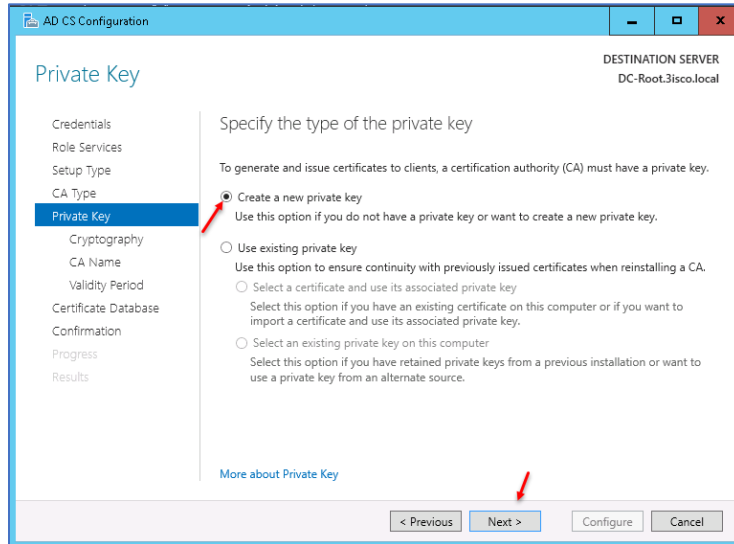 AD CS Configuration
DESTINATION SERVER
DC-Root.3isco.local
Private Key
Credentials
Role Services
Setup Type
CA Type
Private Key
Cryptography
CA Name
Validity Period
Certificate Database
Confirmation
Progress
Results
Specify the type of the private key
To generate and issue certificates to clients, a certification authority (CA) must have a private key.
Create a new private key
Use this option if you do not have a private key or want to create a new private key.
Use existing private key
Use this option to ensure continuity with previously issued certificates when reinstalling a CA.
Select a certificate and use its associated private key
Select this option if you have an existing certificate on this computer or if you want to
import a certificate and use its associated private key.
Select an existing private key on this computer
Select this option if you have retained private keys from a previous installation or want to
use a private key from an alternate source.
More about Private Key
< Previous
Next >
Configure
Cancel